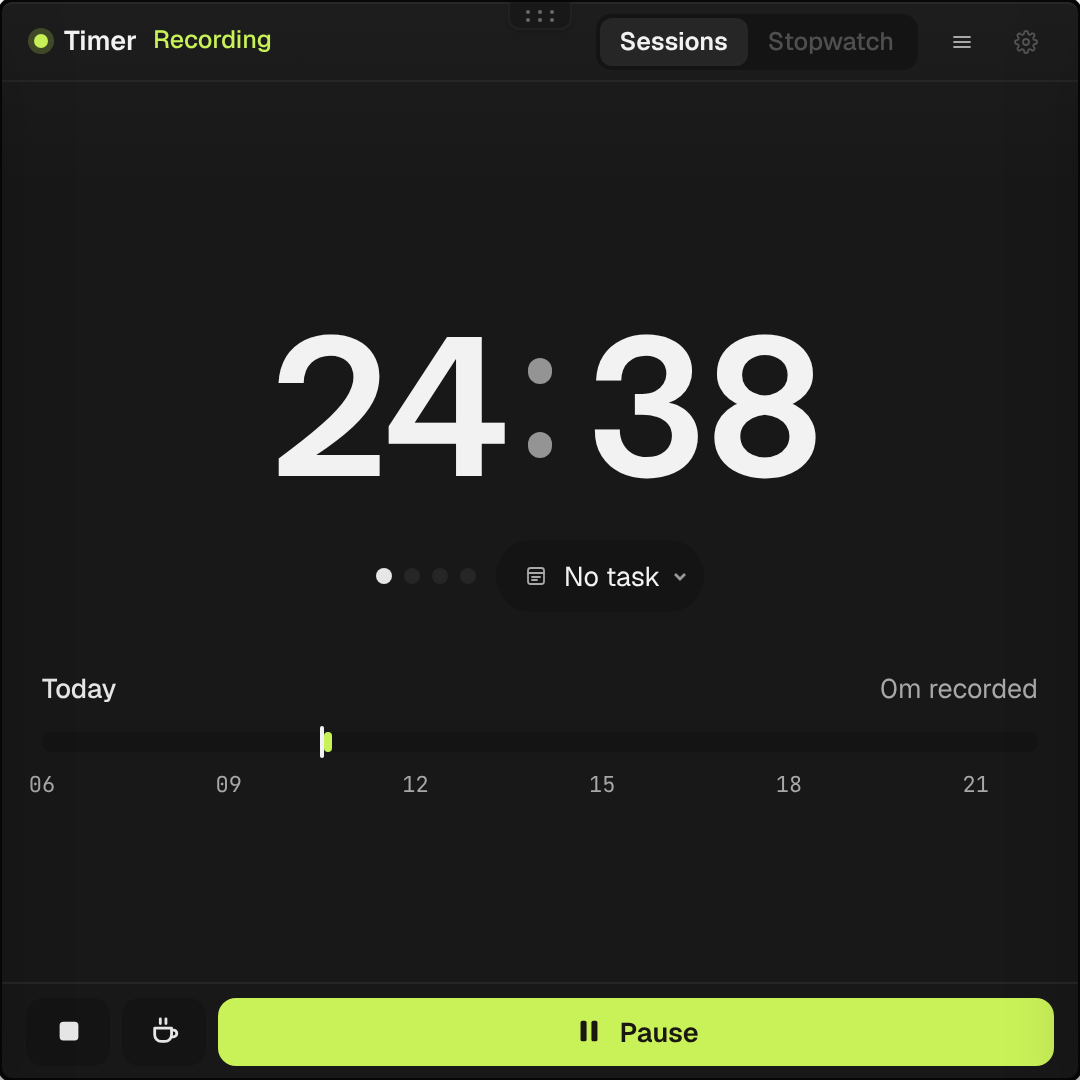 Timer Recording Sessions Stopwatch
24:38
No task
Today 0m recorded
06 09 12 15 18 21
Pause